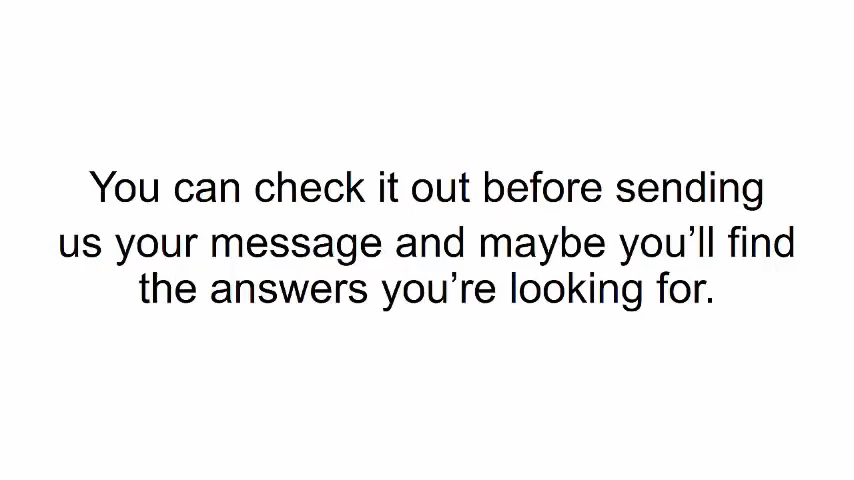 You can check it out before sending
us your message and maybe you’ll find
the answers you’re looking for.